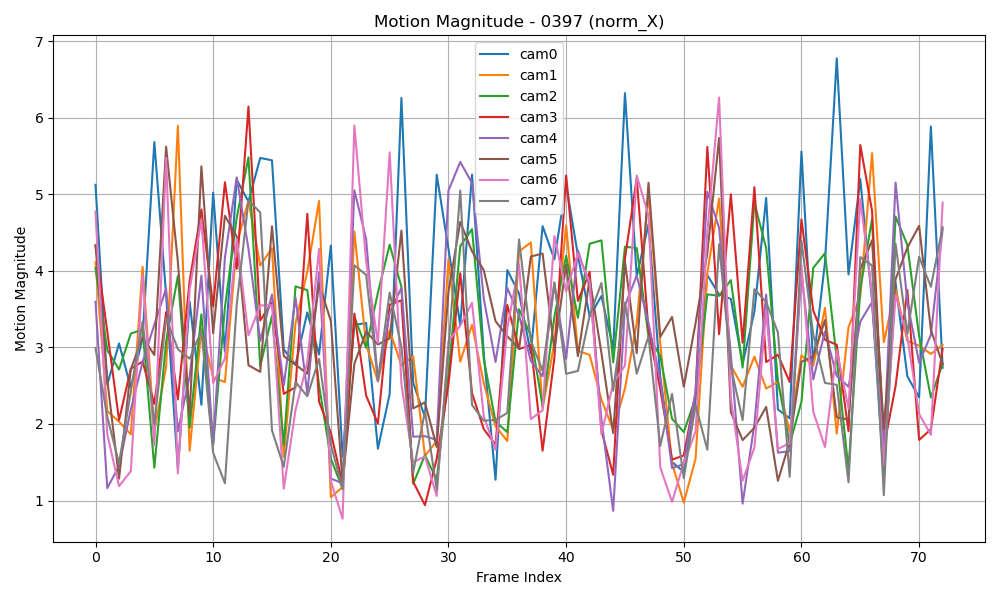 Motion Magnitude - 0397 (norm_X)
7
6
5
4
3
2
1
Motion Magnitude
cam0
cam1
cam2
cam3
cam4
cam5
cam6
cam7
0 10 20 30 40 50 60 70
Frame Index